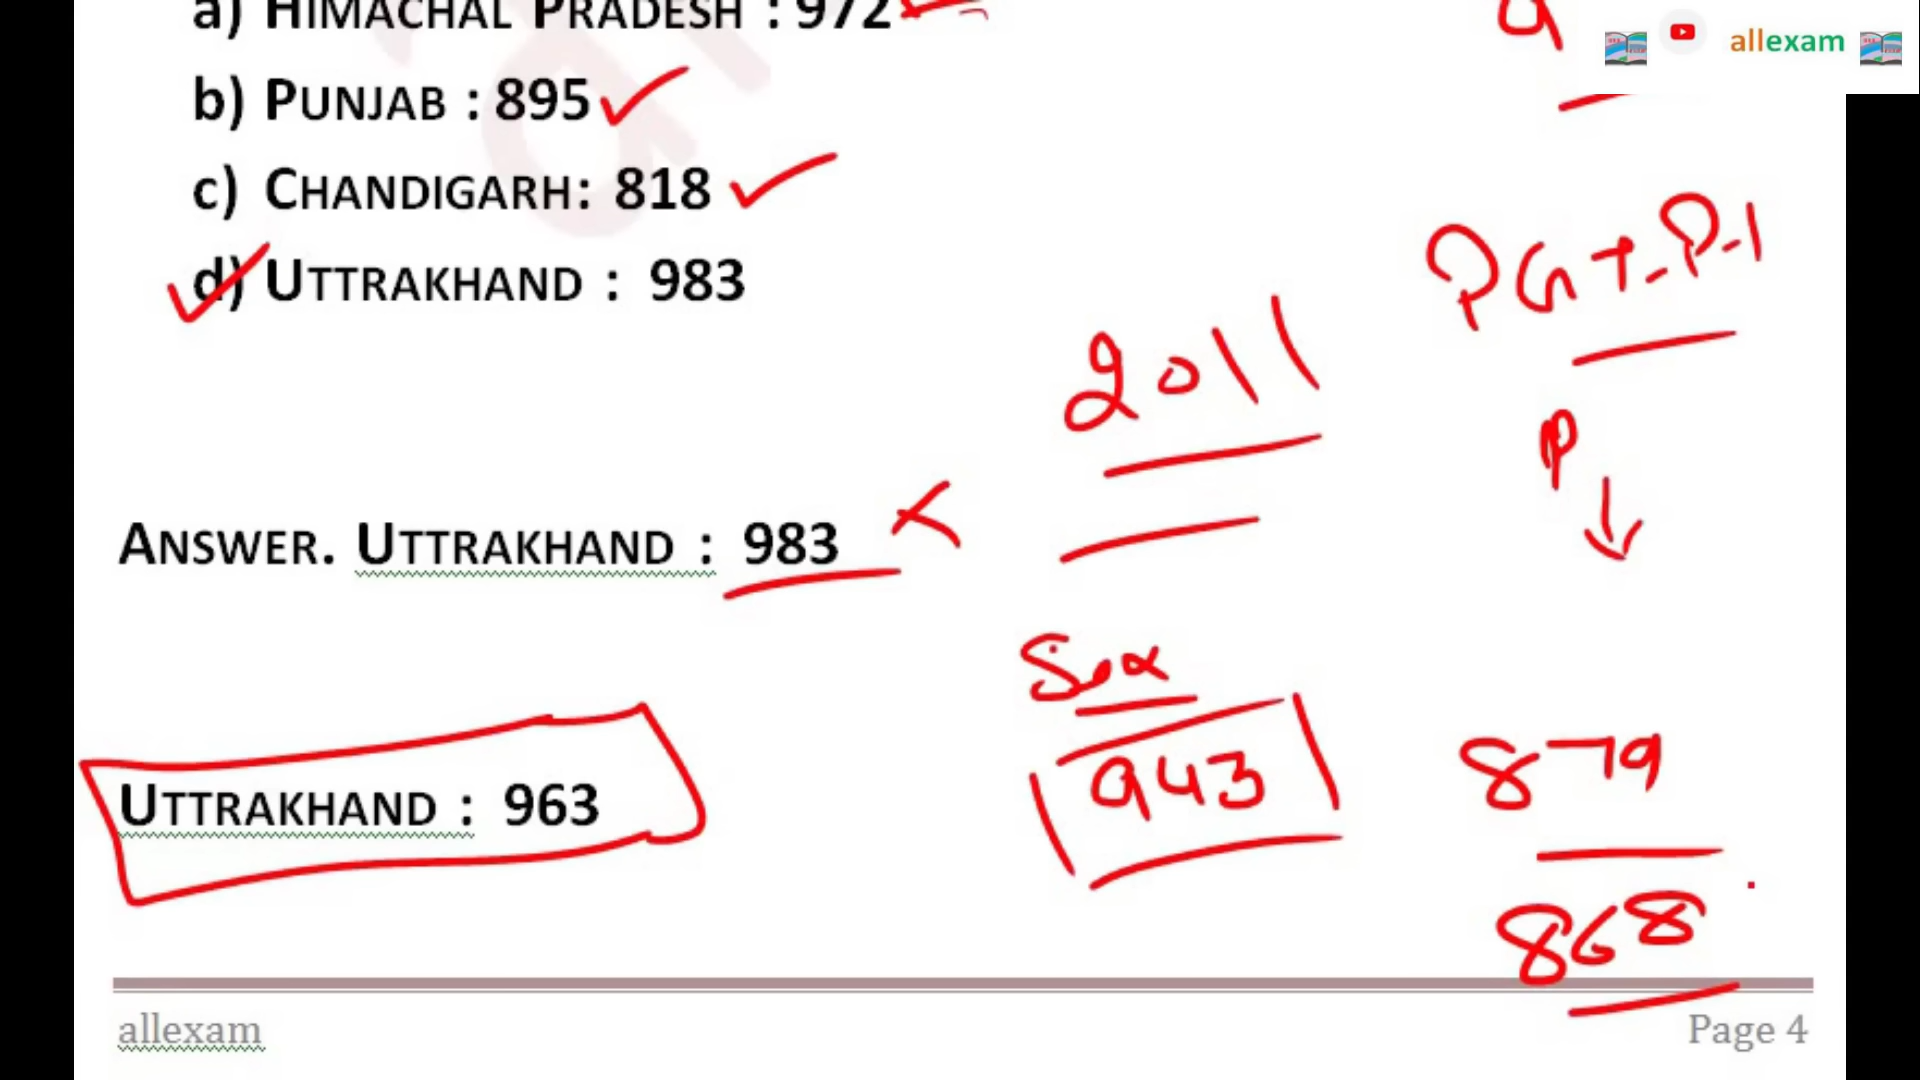 a) HIMACHAL PRADESH : 972
allexam
b) PUNJAB : 895
c) CHANDIGARH: 818
d) UTTRAKHAND : 983
PGT-P-1
2011
P
ANSWER. UTTRAKHAND : 983
Sex
943
UTTRAKHAND : 963
879
868
allexam
Page 4